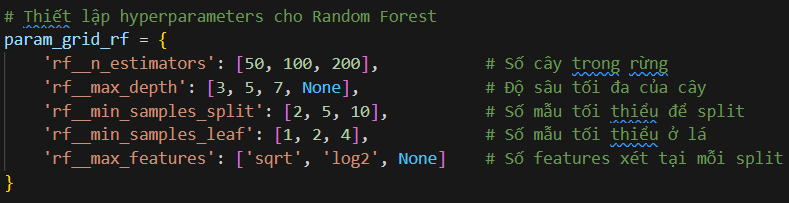 # Thiết lập hyperparameters cho Random Forest
param_grid_rf = {
    'rf__n_estimators': [50, 100, 200],           # Số cây trong rừng
    'rf__max_depth': [3, 5, 7, None],             # Độ sâu tối đa của cây
    'rf__min_samples_split': [2, 5, 10],          # Số mẫu tối thiểu để split
    'rf__min_samples_leaf': [1, 2, 4],            # Số mẫu tối thiểu ở lá
    'rf__max_features': ['sqrt', 'log2', None]    # Số features xét tại mỗi split
}